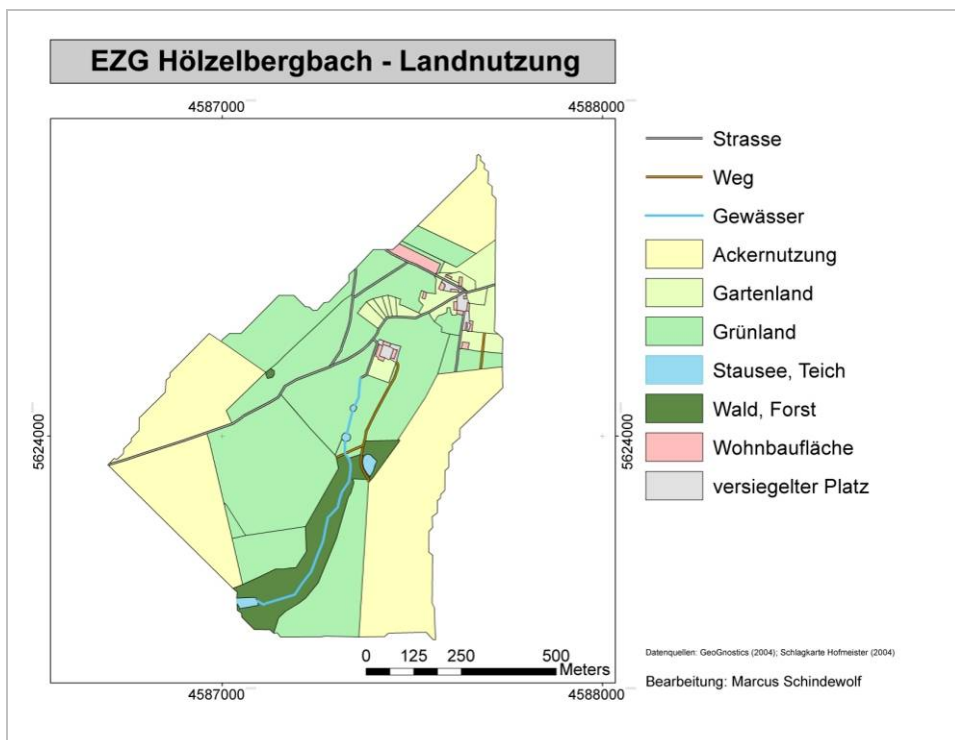 EZG Hölzelbergbach - Landnutzung
4587000 4588000
5624000 5624000
Strasse
Weg
Gewässer
Ackernutzung
Gartenland
Grünland
Stausee, Teich
Wald, Forst
Wohnbaufläche
versiegelter Platz
0 125 250 500
Meters
4587000 4588000
Datenquellen: GeoGnostics (2004); Schlagkarte Hofmeister (2004)
Bearbeitung: Marcus Schindewolf